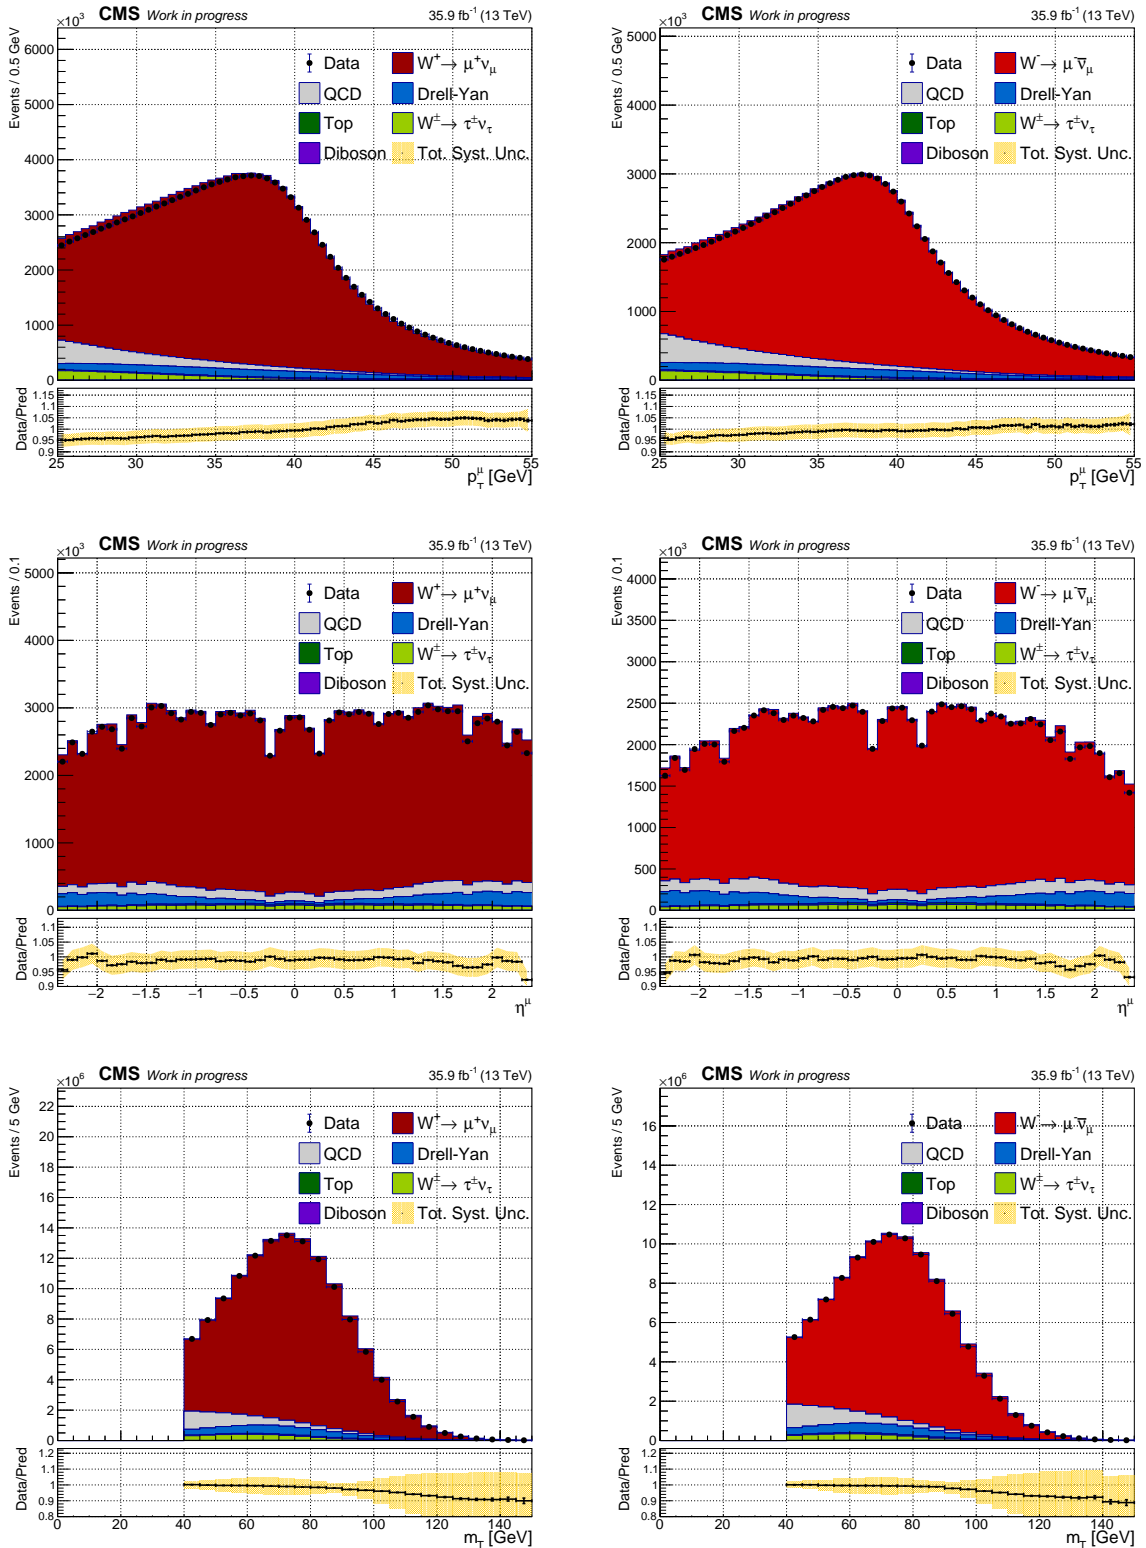 CMS Work in progress 35.9 fb⁻¹ (13 TeV)
×10³
Events / 0.5 GeV
6000
5000
4000
3000
2000
1000
0
Data W⁺→ μ⁺ν_μ
QCD Drell-Yan
Top W^±→ τ^±ν_τ
Diboson Tot. Syst. Unc.
Data/Pred
1.15
1.1
1.05
1
0.95
0.9
25 30 35 40 45 50 55
p_T^μ [GeV]
CMS Work in progress 35.9 fb⁻¹ (13 TeV)
×10³
Events / 0.5 GeV
5000
4000
3000
2000
1000
0
Data W⁻→ μ⁻ν̅_μ
QCD Drell-Yan
Top W^±→ τ^±ν_τ
Diboson Tot. Syst. Unc.
Data/Pred
1.15
1.1
1.05
1
0.95
0.9
25 30 35 40 45 50 55
p_T^μ [GeV]
CMS Work in progress 35.9 fb⁻¹ (13 TeV)
×10³
Events / 0.1
5000
4000
3000
2000
1000
0
Data W⁺→ μ⁺ν_μ
QCD Drell-Yan
Top W^±→ τ^±ν_τ
Diboson Tot. Syst. Unc.
Data/Pred
1.1
1.05
1
0.95
0.9
−2 −1.5 −1 −0.5 0 0.5 1 1.5 2
η^μ
CMS Work in progress 35.9 fb⁻¹ (13 TeV)
×10³
Events / 0.1
4000
3500
3000
2500
2000
1500
1000
500
0
Data W⁻→ μ⁻ν̅_μ
QCD Drell-Yan
Top W^±→ τ^±ν_τ
Diboson Tot. Syst. Unc.
Data/Pred
1.1
1.05
1
0.95
0.9
−2 −1.5 −1 −0.5 0 0.5 1 1.5 2
η^μ
CMS Work in progress 35.9 fb⁻¹ (13 TeV)
×10⁶
Events / 5 GeV
22
20
18
16
14
12
10
8
6
4
2
0
Data W⁺→ μ⁺ν_μ
QCD Drell-Yan
Top W^±→ τ^±ν_τ
Diboson Tot. Syst. Unc.
Data/Pred
1.2
1.1
1
0.9
0.8
0 20 40 60 80 100 120 140
m_T [GeV]
CMS Work in progress 35.9 fb⁻¹ (13 TeV)
×10⁶
Events / 5 GeV
16
14
12
10
8
6
4
2
0
Data W⁻→ μ⁻ν̅_μ
QCD Drell-Yan
Top W^±→ τ^±ν_τ
Diboson Tot. Syst. Unc.
Data/Pred
1.2
1.1
1
0.9
0.8
0 20 40 60 80 100 120 140
m_T [GeV]